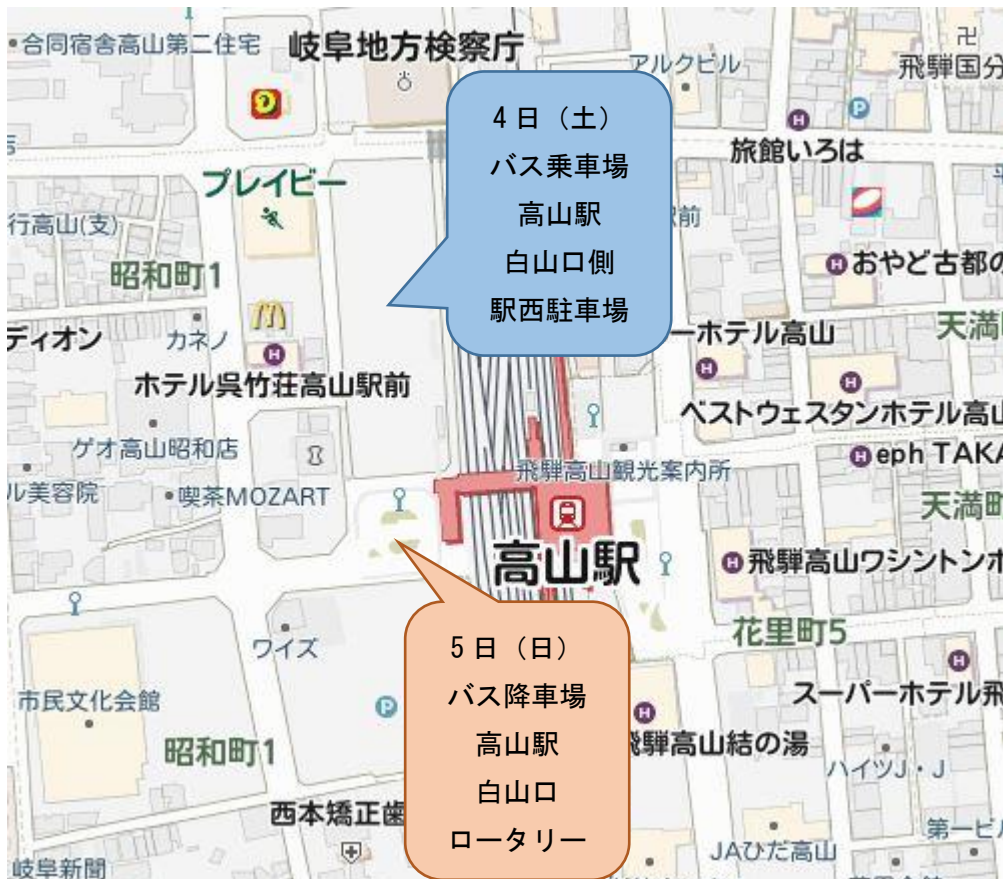 合同宿舎高山第二住宅
岐阜地方検察庁
アルクビル
飛騨国分
旅館いろは
プレイビー
4日（土）
バス乗車場
高山駅
白山口側
駅西駐車場
駅前
行高山(支)
昭和町1
おやど古都の
ディオン
カネノ
ーホテル高山
天満
ホテル呉竹荘高山駅前
ベストウェスタンホテル高山
ゲオ高山昭和店
飛騨高山観光案内所
eph TAKA
ル美容院
喫茶MOZART
天満町
高山駅
飛騨高山ワシントンホ
花里町5
ワイズ
5日（日）
バス降車場
高山駅
白山口
ロータリー
市民文化会館
スーパーホテル飛
昭和町1
飛騨高山結の湯
ハイツJ・J
西本矯正歯
第一ビル
JAひだ高山
岐阜新聞